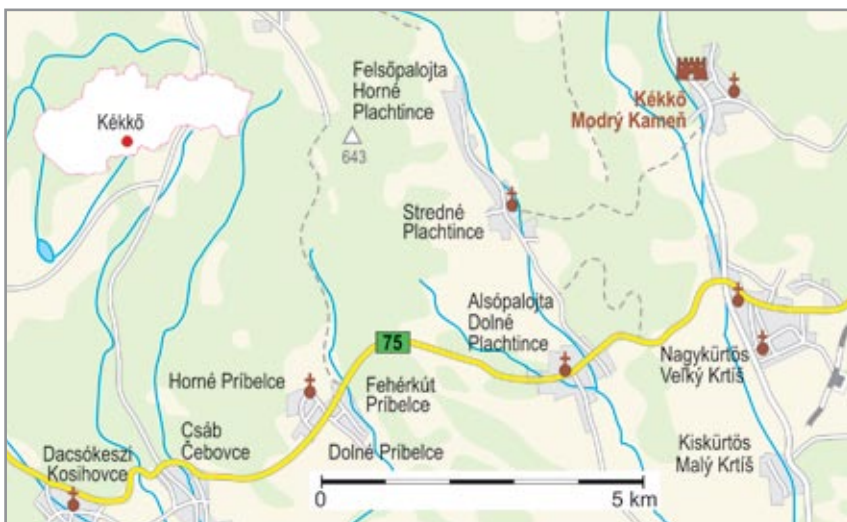 Felsőpalojta
Horné
Plachtince
Kékkő
643
Kékkő
Modrý Kameň
Stredné
Plachtince
Alsópalojta
Dolné
Plachtince
75
Nagykürtös
Veľký Krtíš
Horné Príbelce
Fehérkút
Príbelce
Csáb
Čebovce
Dolné Príbelce
Dacsókeszi
Kosihovce
Kiskürtös
Malý Krtíš
0
5 km